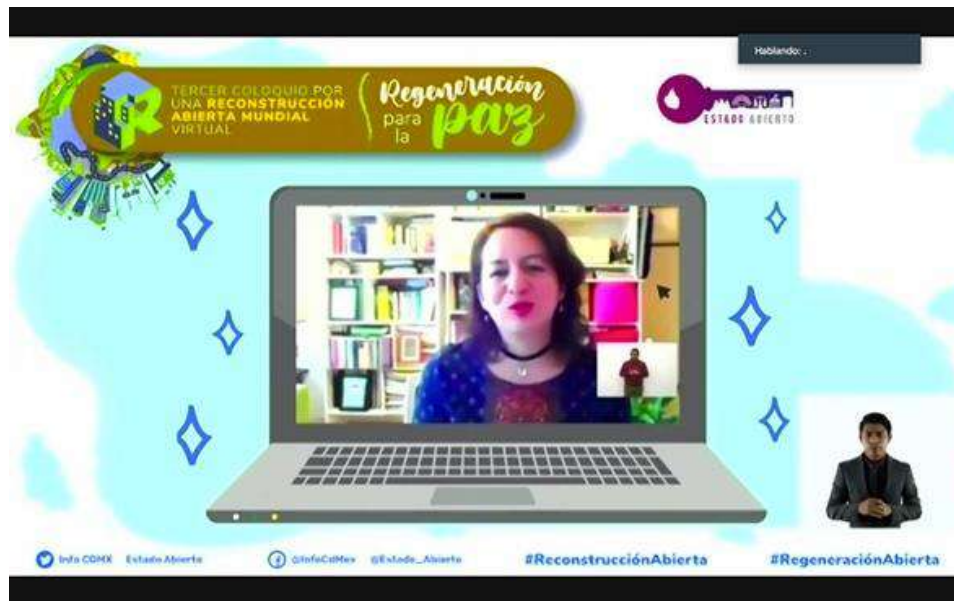 Hablando: .
TERCER COLOQUIO POR
UNA RECONSTRUCCIÓN
ABIERTA MUNDIAL
VIRTUAL
Regeneración
para
la paz
ESTADO ABIERTO
Info CDMX Estado Abierto
@InfoCdMex @Estado_Abierto
#ReconstrucciónAbierta
#RegeneraciónAbierta